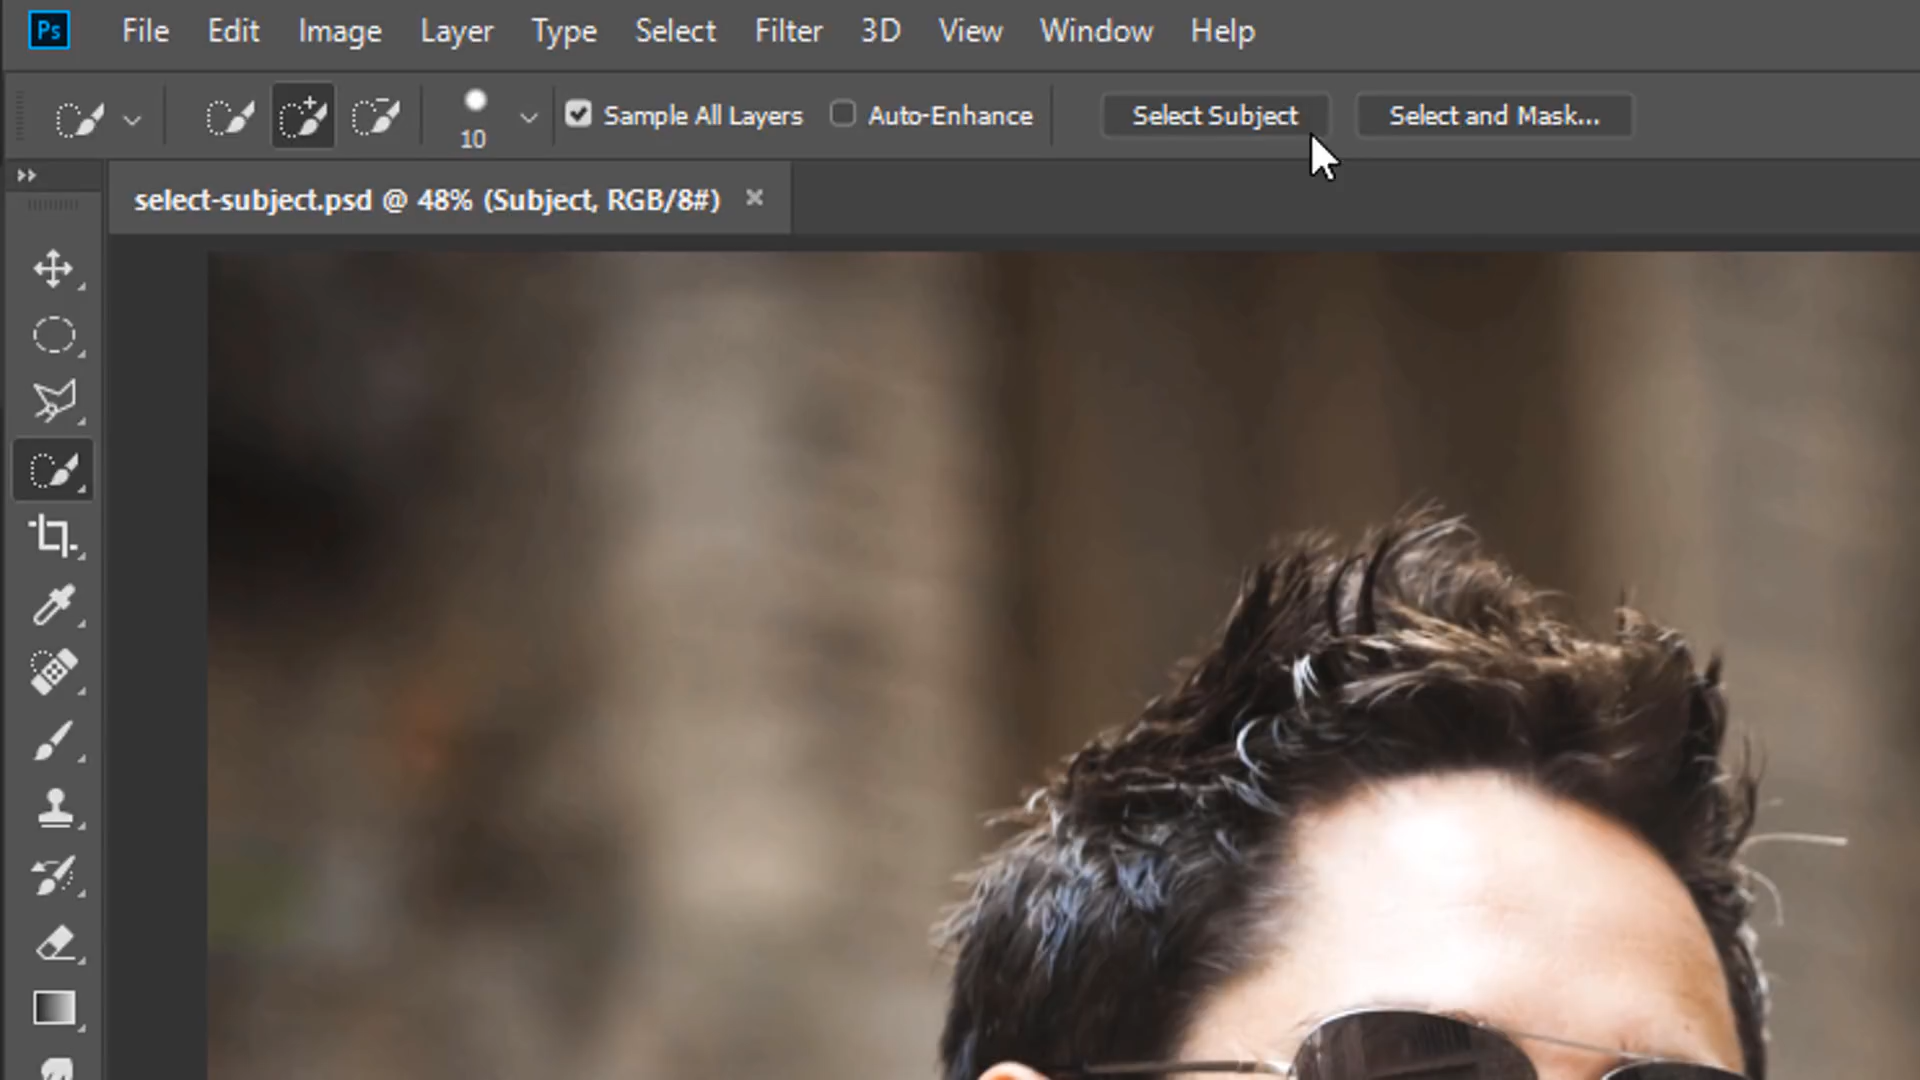 Ps File Edit Image Layer Type Select Filter 3D View Window Help
10 Sample All Layers Auto-Enhance Select Subject Select and Mask...
select-subject.psd @ 48% (Subject, RGB/8#)